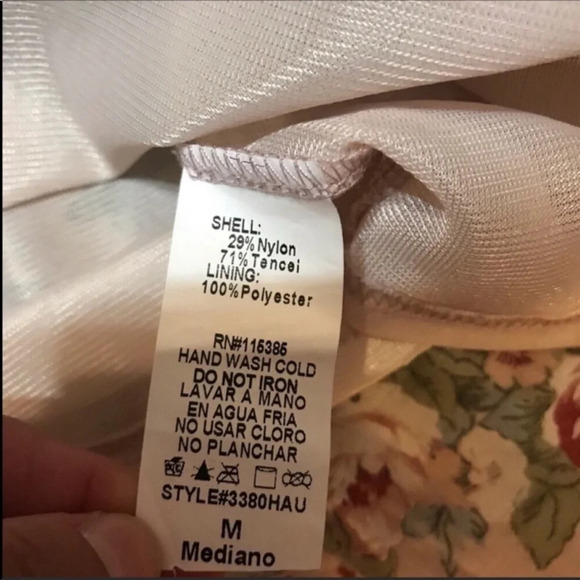 SHELL:
29%Nylon
71%Tencel
LINING:
100%Polyester
RN#115385
HAND WASH COLD
DO NOT IRON
LAVAR A MANO
EN AGUA FRIA
NO USAR CLORO
NO PLANCHAR
STYLE#3380HAU
M
Mediano